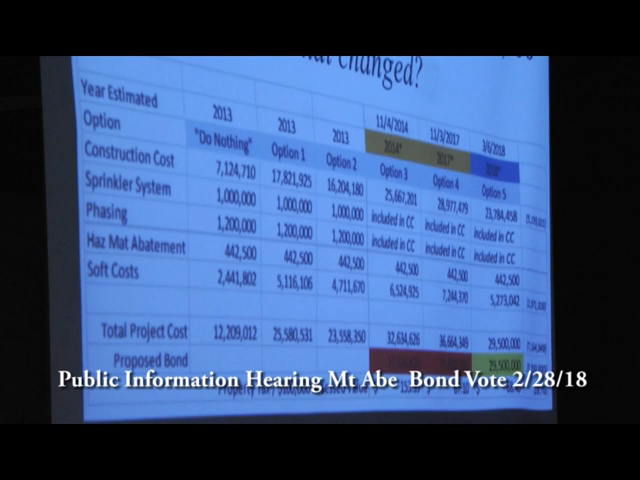 Changed?
Year Estimated 2013 2013 2013 11/4/2014 11/3/2017 3/6/2018
Option "Do Nothing" Option 1 Option 2 2014* 2017* 2018*
Option 3 Option 4 Option 5
Construction Cost 7,124,710 17,821,925 16,204,180 25,667,201 28,977,479 23,784,458
Sprinkler System 1,000,000 1,000,000 1,000,000 included in CC included in CC included in CC
Phasing 1,200,000 1,200,000 1,200,000 included in CC included in CC included in CC
Haz Mat Abatement 442,500 442,500 442,500 442,500 442,500 442,500
Soft Costs 2,441,802 5,116,106 4,711,670 6,524,925 7,244,370 5,273,042
Total Project Cost 12,209,012 25,580,531 23,558,350 32,634,626 36,664,349 29,500,000
Proposed Bond 29,500,000
Public Information Hearing Mt Abe Bond Vote 2/28/18